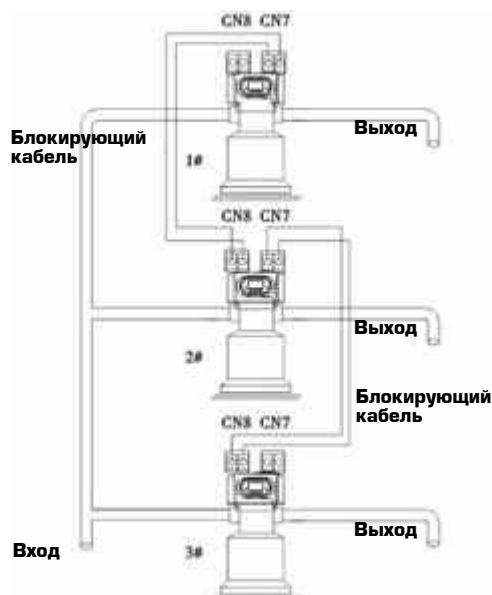 CN8 CN7
Блокирующий
кабель
Выход
1#
CN8 CN7
Выход
2#
Блокирующий
кабель
CN8 CN7
Выход
Вход
3#